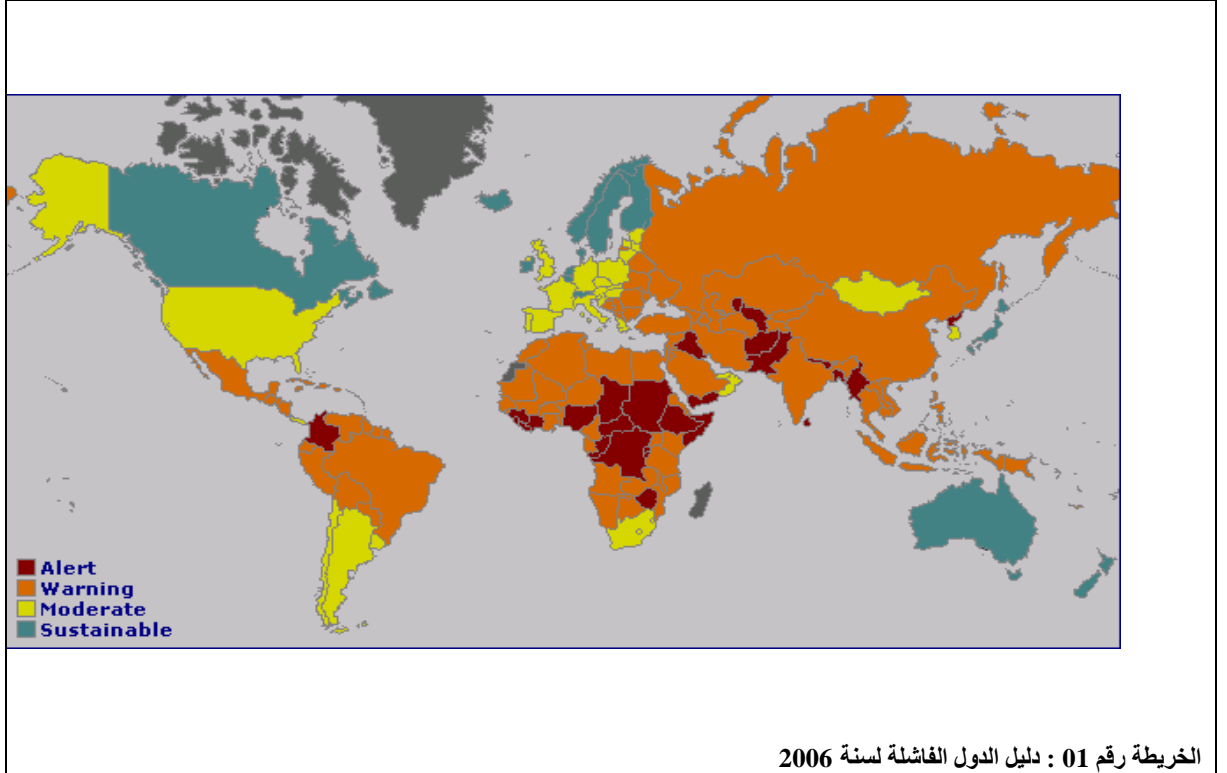 Alert
Warning
Moderate
Sustainable
الخريطة رقم 01 : دليل الدول الفاشلة لسنة 2006